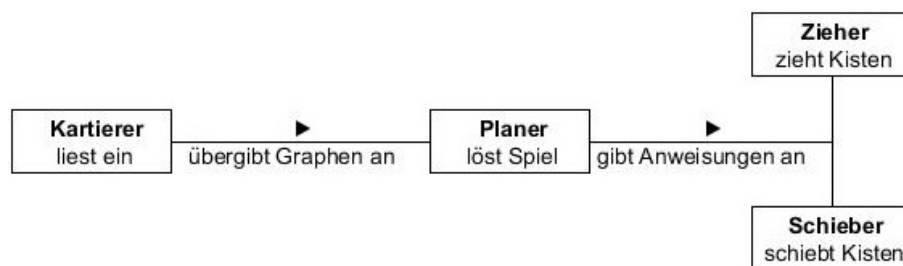 Zieher
zieht Kisten
Kartierer
liest ein
übergibt Graphen an
Planer
löst Spiel
gibt Anweisungen an
Schieber
schiebt Kisten